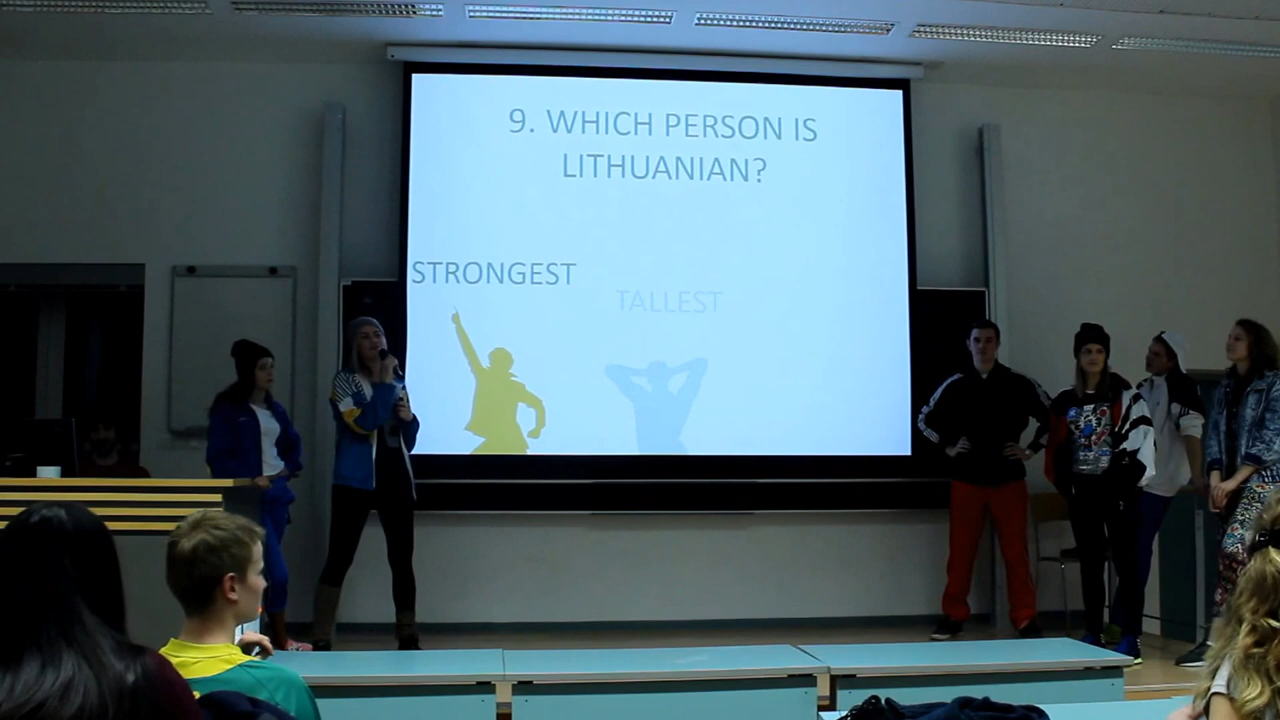 9. WHICH PERSON IS
LITHUANIAN?
STRONGEST
TALLEST